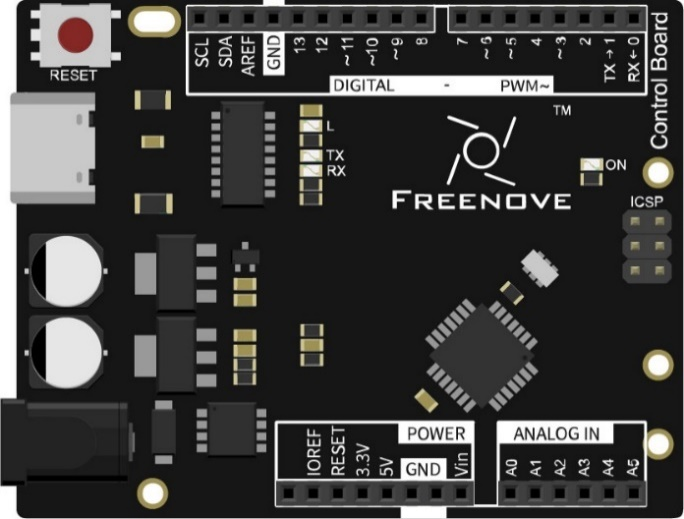 RESET
SCL SDA AREF GND 13 12 ~11 ~10 ~9 8 7 ~6 ~5 4 ~3 2 TX→1 RX←0
DIGITAL - PWM~
Control Board
L
TX
RX
TM
FREENOVE
ON
ICSP
POWER
ANALOG IN
IOREF RESET 3.3V 5V GND Vin
A0 A1 A2 A3 A4 A5